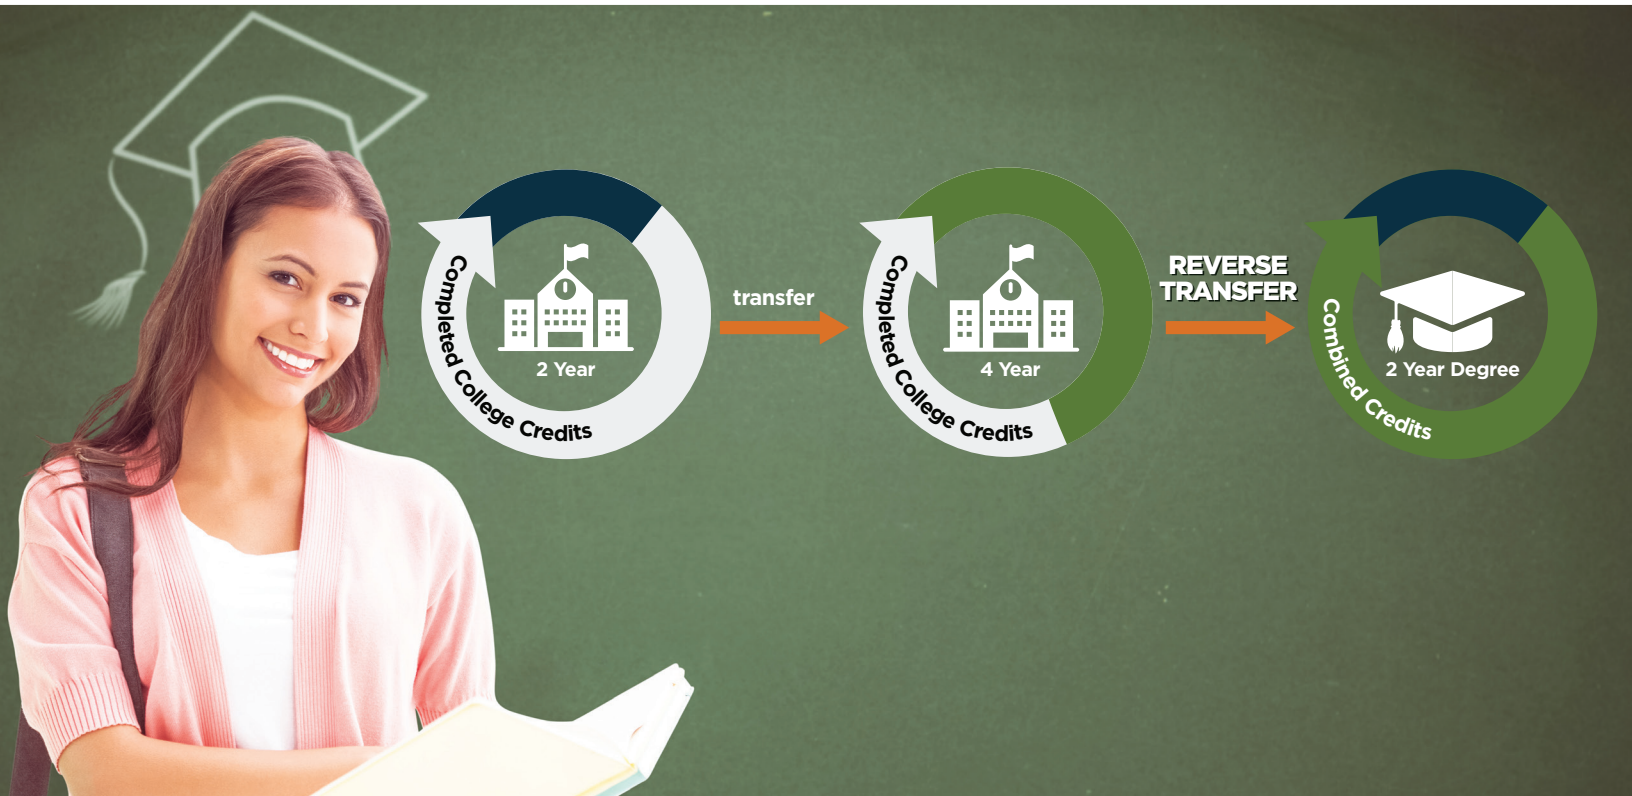 Completed College Credits
2 Year
transfer
Completed College Credits
4 Year
REVERSE
TRANSFER
Combined Credits
2 Year Degree